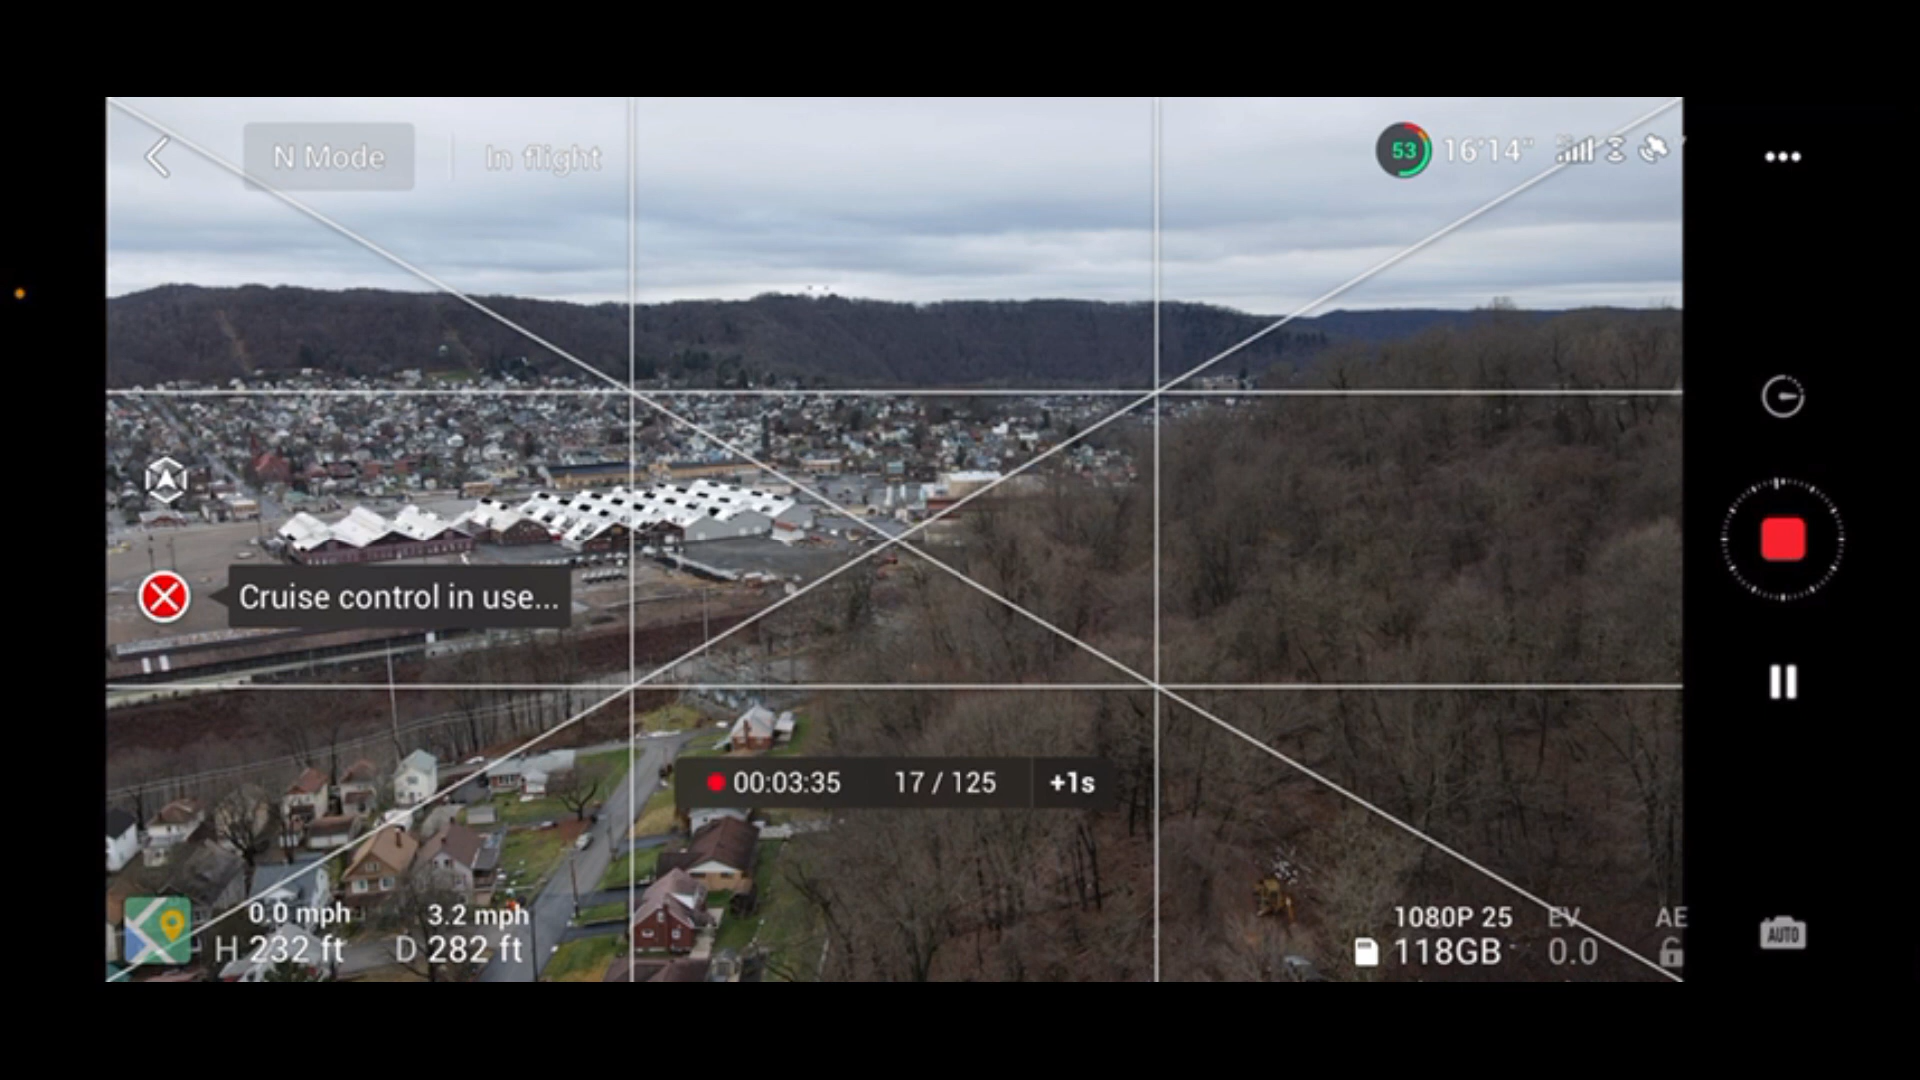 N Mode
In flight
53
16'14"
Cruise control in use...
00:03:35
17 / 125
+1s
0.0 mph
3.2 mph
H 232 ft
D 282 ft
1080P 25
EV
AE
118GB
0.0
AUTO